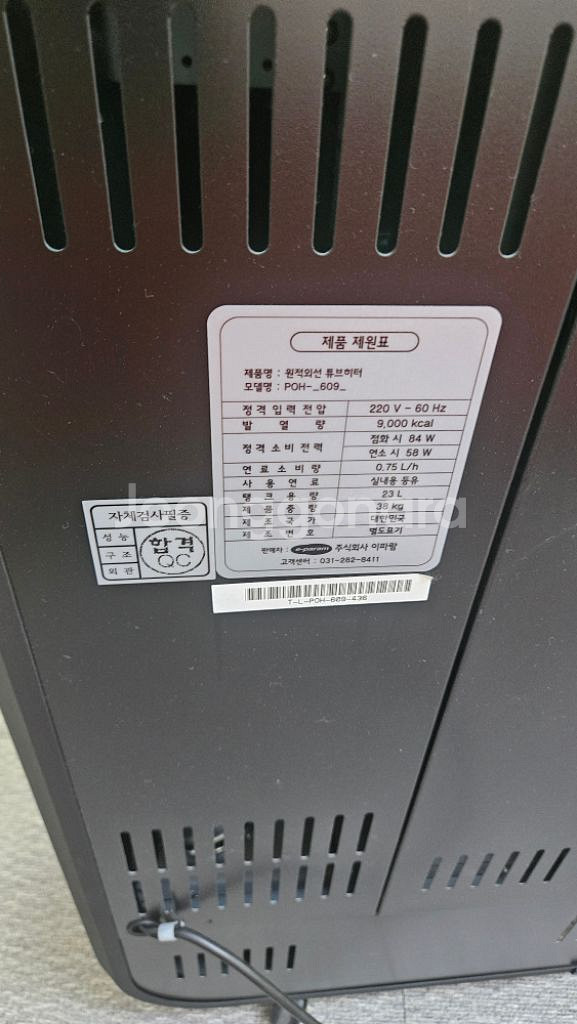 제품 제원표
제품명 : 원적외선 튜브히터
모델명 : POH-_609_
정격입력전압 220 V - 60 Hz
발열량 9,000 kcal
정격소비전력 점화 시 84 W
연소 시 58 W
연료소비량 0.75 L/h
사용연료 실내용 등유
탱크용량 23 L
제품중량 38 kg
제조국가 대한민국
제조번호 별도표기
판매자 : e-param 주식회사 이파람
고객센터 : 031-262-8411
자체검사필증
성능
구조
외관
합격
QC
T-L-POH-609-436
joonggonara